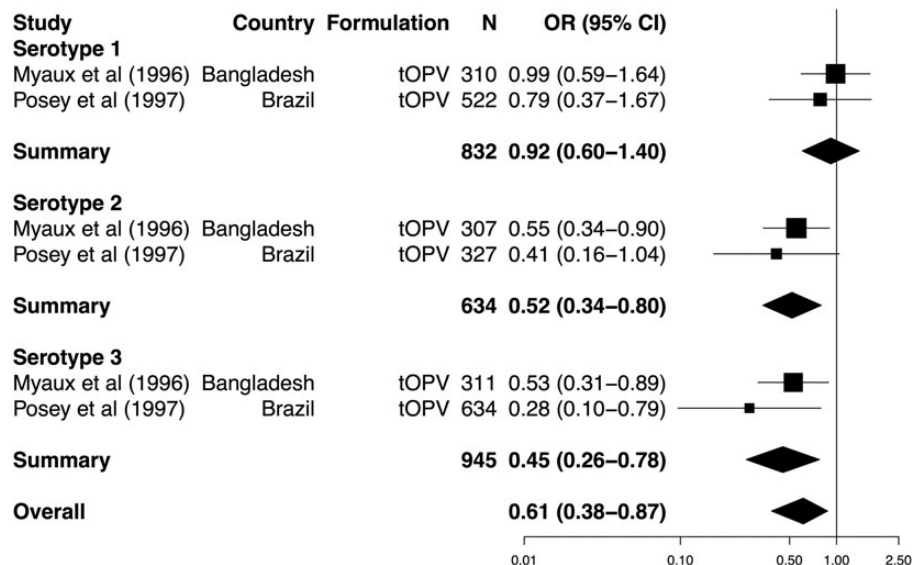 Study Country Formulation N OR (95% CI)
Serotype 1
Myaux et al (1996) Bangladesh tOPV 310 0.99 (0.59–1.64)
Posey et al (1997) Brazil tOPV 522 0.79 (0.37–1.67)
Summary 832 0.92 (0.60–1.40)
Serotype 2
Myaux et al (1996) Bangladesh tOPV 307 0.55 (0.34–0.90)
Posey et al (1997) Brazil tOPV 327 0.41 (0.16–1.04)
Summary 634 0.52 (0.34–0.80)
Serotype 3
Myaux et al (1996) Bangladesh tOPV 311 0.53 (0.31–0.89)
Posey et al (1997) Brazil tOPV 634 0.28 (0.10–0.79)
Summary 945 0.45 (0.26–0.78)
Overall 0.61 (0.38–0.87)
0.01 0.10 0.50 1.00 2.50